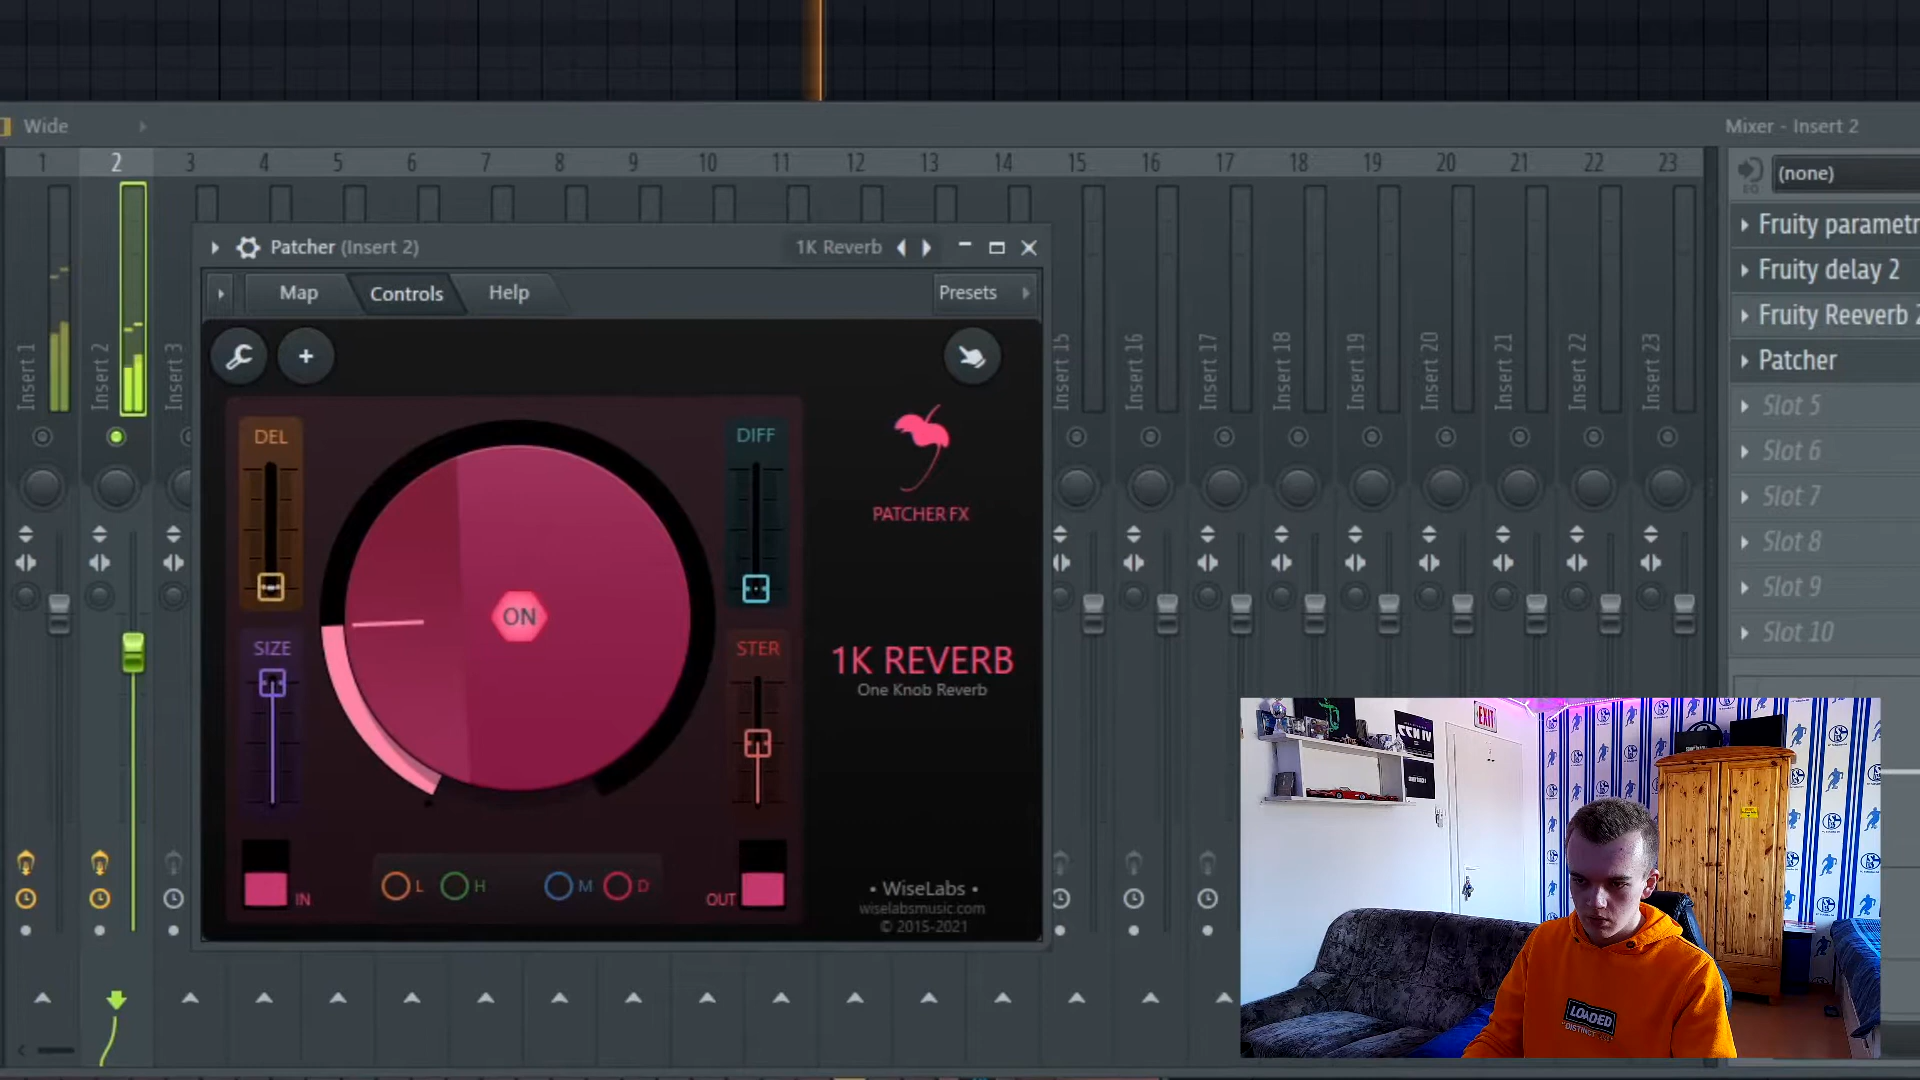 Wide
Mixer - Insert 2
1 2 3 4 5 6 7 8 9 10 11 12 13 14 15 16 17 18 19 20 21 22 23
(none)
Patcher (Insert 2)
1K Reverb
Map
Controls
Help
Presets
Fruity parametr
Fruity delay 2
Fruity Reeverb 2
Patcher
Slot 5
Slot 6
Slot 7
Slot 8
Slot 9
Slot 10
Insert 1
Insert 2
Insert 3
Insert 15
Insert 16
Insert 17
Insert 18
Insert 19
Insert 20
Insert 21
Insert 22
Insert 23
DEL
DIFF
ON
SIZE
STER
IN
L
H
M
D
OUT
PATCHER FX
1K REVERB
One Knob Reverb
• WiseLabs •
wiselabsmusic.com
© 2015-2021
EXIT
LOADED